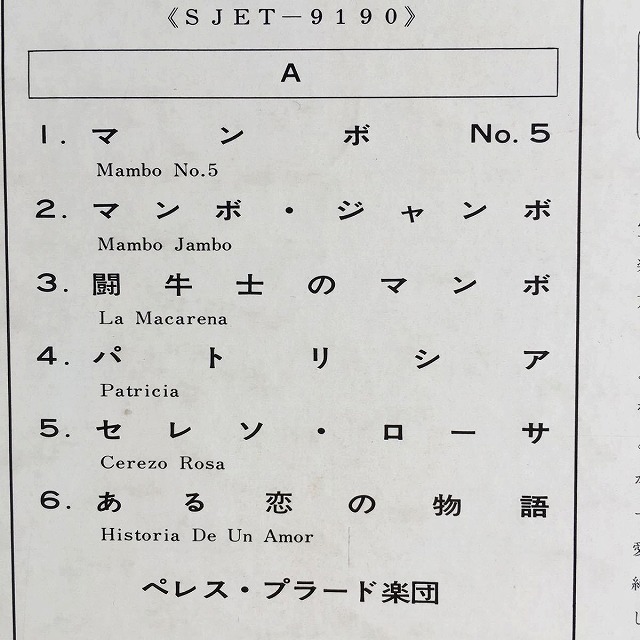 《SJET－9190》
A
1. マンボ No. 5
Mambo No.5
2. マンボ・ジャンボ
Mambo Jambo
3. 闘牛士のマンボ
La Macarena
4. パトリシア
Patricia
5. セレソ・ローサ
Cerezo Rosa
6. ある恋の物語
Historia De Un Amor
ペレス・プラード楽団